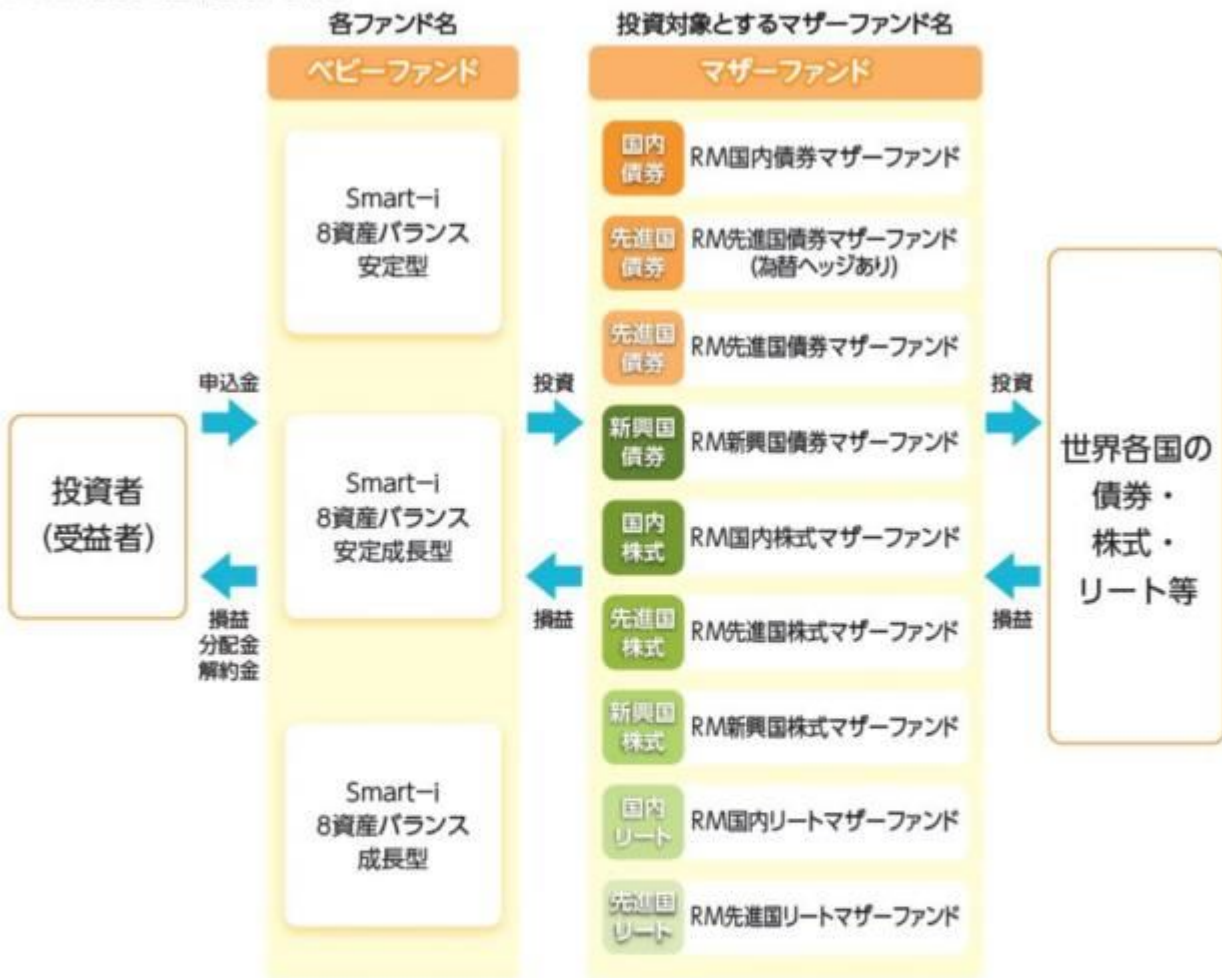 各ファンド名
ベビーファンド
Smart-i
8資産バランス
安定型
Smart-i
8資産バランス
安定成長型
Smart-i
8資産バランス
成長型
投資対象とするマザーファンド名
マザーファンド
国内
債券
RM国内債券マザーファンド
先進国
債券
RM先進国債券マザーファンド
(為替ヘッジあり)
先進国
債券
RM先進国債券マザーファンド
新興国
債券
RM新興国債券マザーファンド
国内
株式
RM国内株式マザーファンド
先進国
株式
RM先進国株式マザーファンド
新興国
株式
RM新興国株式マザーファンド
国内
リート
RM国内リートマザーファンド
先進国
リート
RM先進国リートマザーファンド
投資者
(受益者)
申込金
損益
分配金
解約金
投資
損益
投資
損益
世界各国の
債券・
株式・
リート等